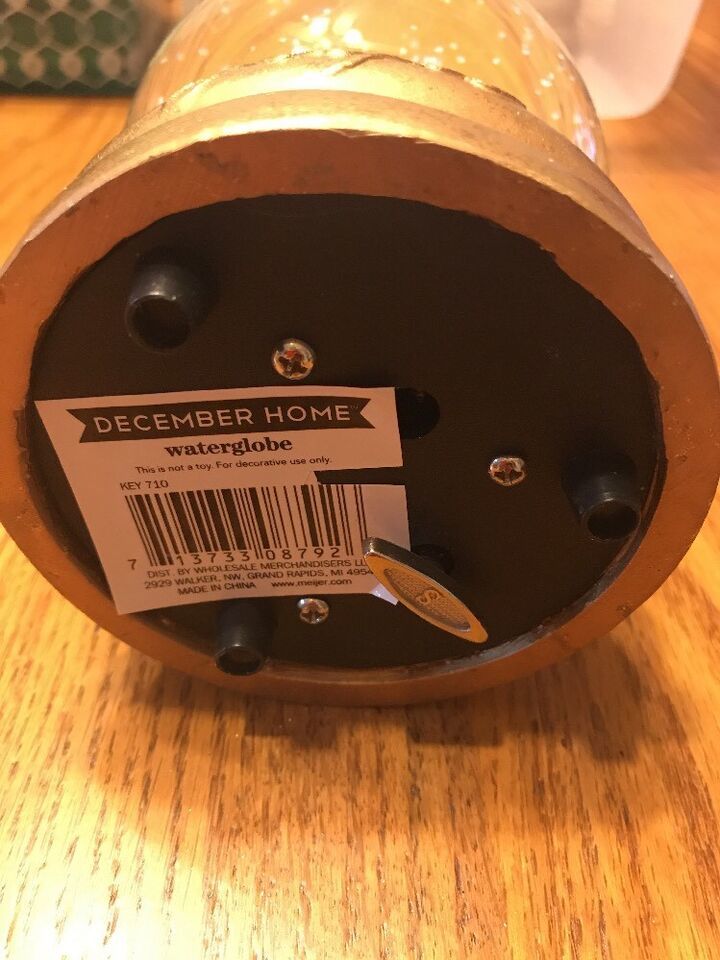 DECEMBER HOME™
waterglobe
This is not a toy. For decorative use only.
KEY 710
7 13733 08792
DIST. BY WHOLESALE MERCHANDISERS
2929 WALKER, NW, GRAND RAPIDS, MI
MADE IN CHINA www.meijer.com